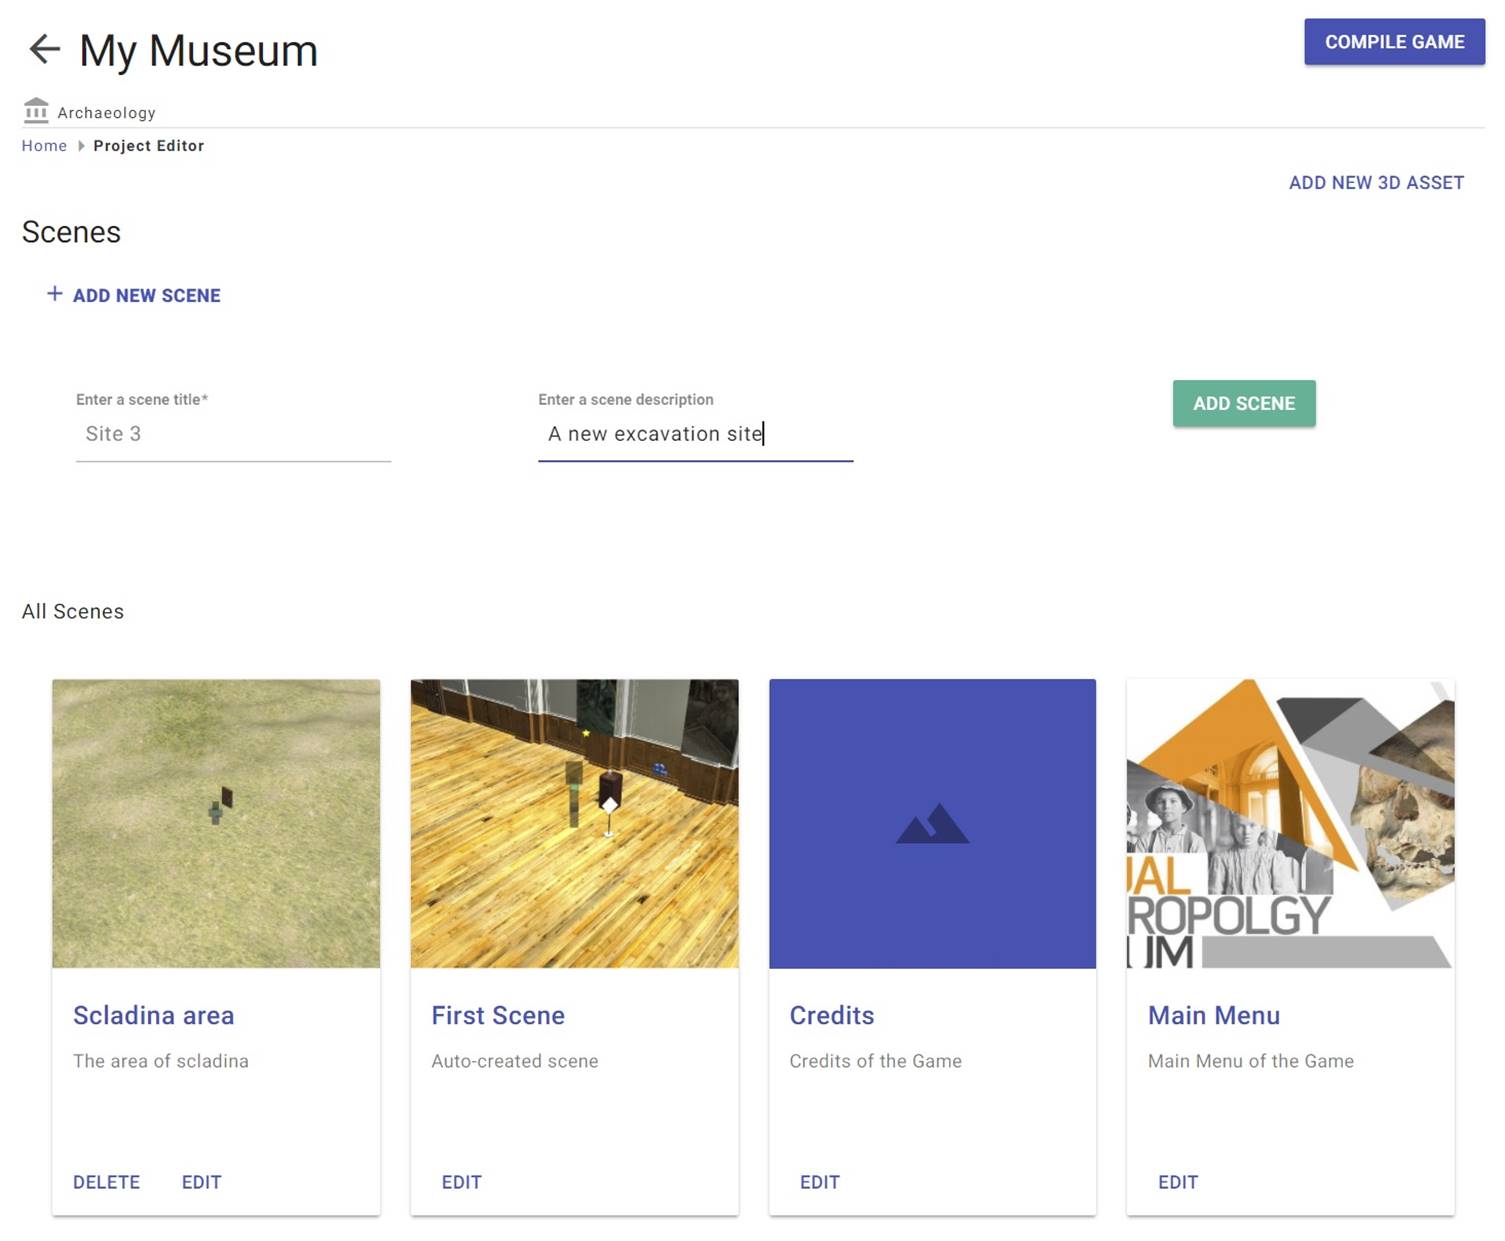 My Museum
COMPILE GAME
Archaeology
Home Project Editor
ADD NEW 3D ASSET
Scenes
+ ADD NEW SCENE
Enter a scene title*
Site 3
Enter a scene description
A new excavation site
ADD SCENE
All Scenes
UAL
ROPOLGY
UM
Scladina area
The area of scladina
DELETE EDIT
First Scene
Auto-created scene
EDIT
Credits
Credits of the Game
EDIT
Main Menu
Main Menu of the Game
EDIT